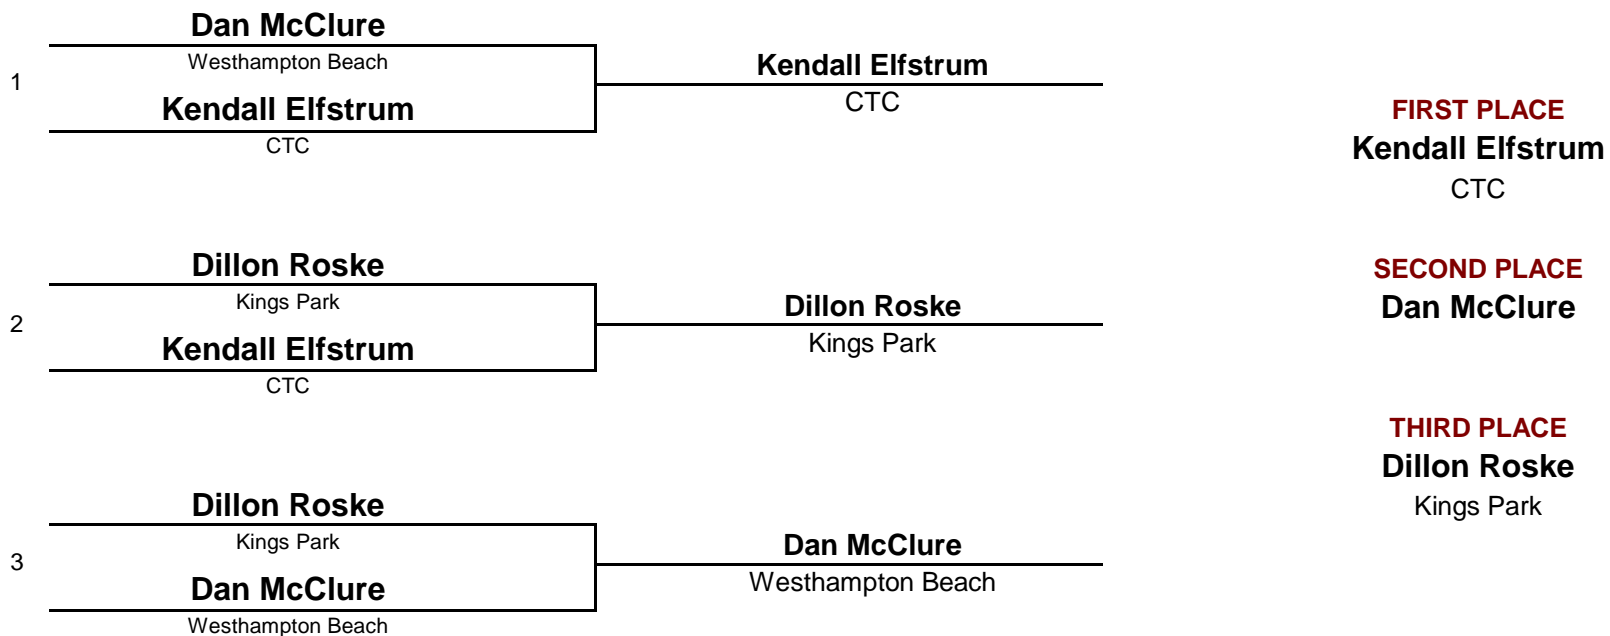 Dan McClure
Westhampton Beach
1
Kendall Elfstrum
CTC
Kendall Elfstrum
CTC
Dillon Roske
Kings Park
2
Kendall Elfstrum
CTC
Dillon Roske
Kings Park
Dillon Roske
Kings Park
3
Dan McClure
Westhampton Beach
Dan McClure
Westhampton Beach
FIRST PLACE
Kendall Elfstrum
CTC
SECOND PLACE
Dan McClure
THIRD PLACE
Dillon Roske
Kings Park